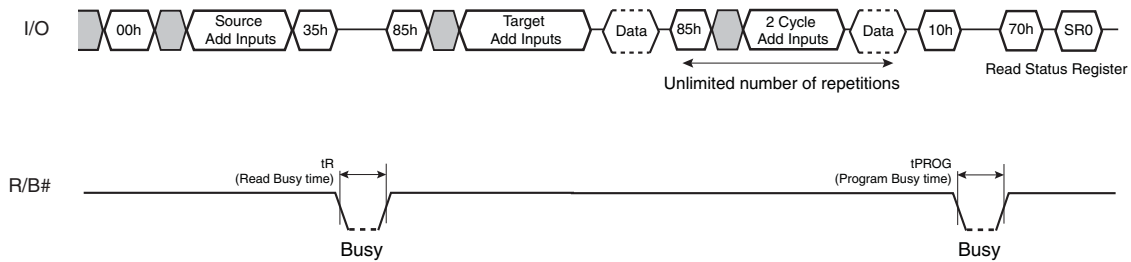 I/O
00h
Source
Add Inputs
35h
85h
Target
Add Inputs
Data
85h
2 Cycle
Add Inputs
Data
10h
70h
SR0
Unlimited number of repetitions
Read Status Register
R/B#
tR
(Read Busy time)
Busy
tPROG
(Program Busy time)
Busy